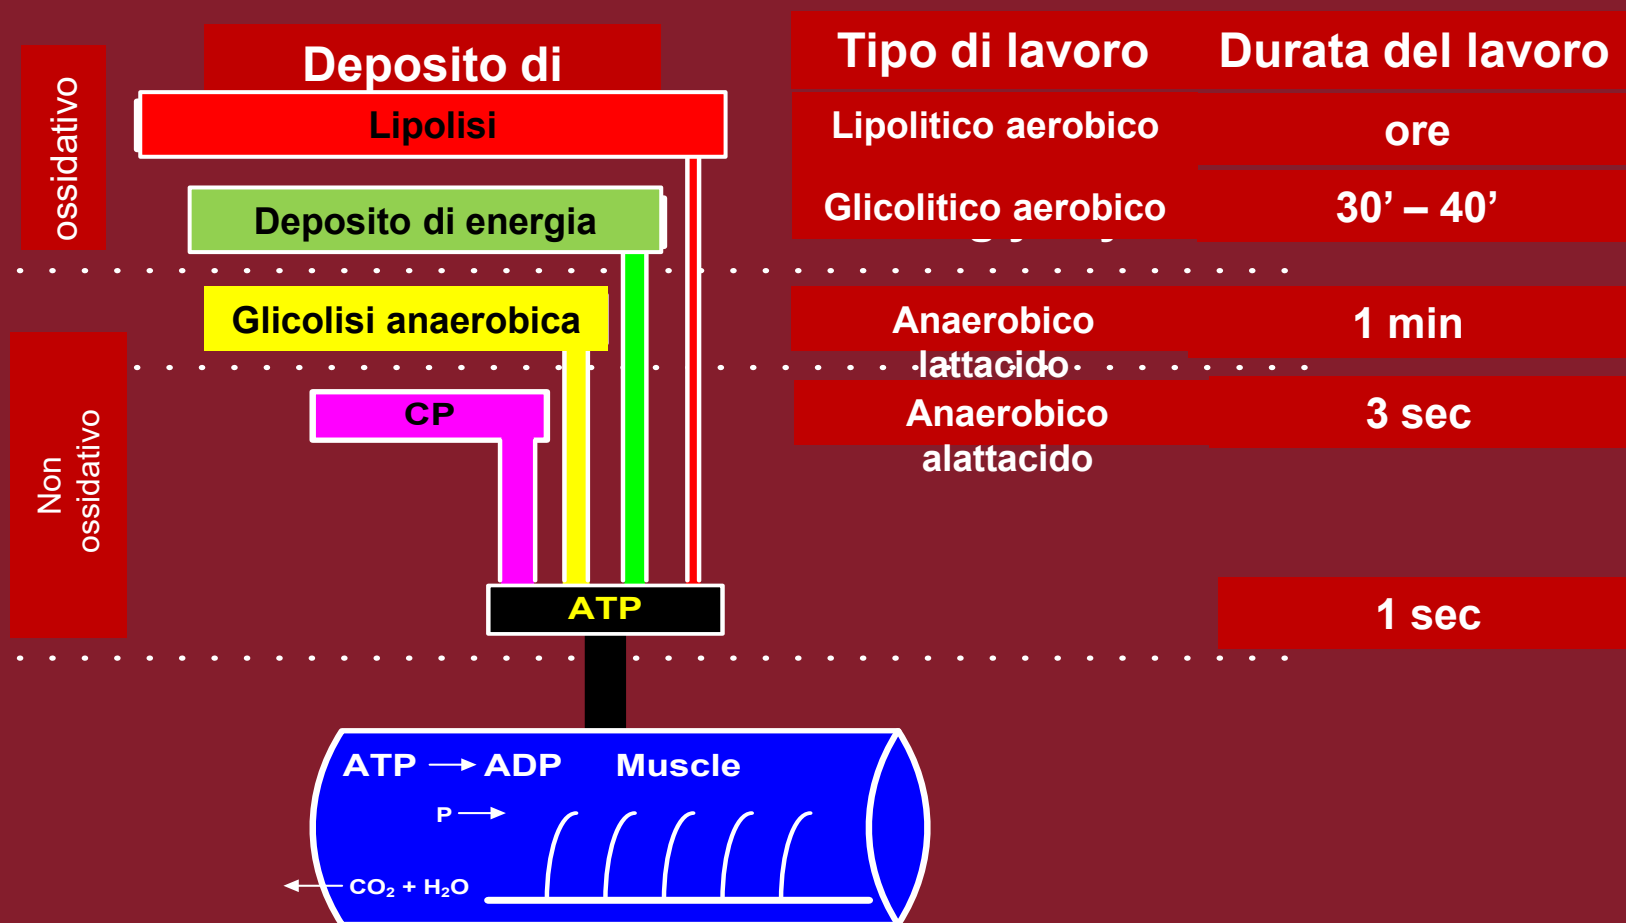 Deposito di
Tipo di lavoro
Durata del lavoro
ossidativo
Lipolisi
Lipolitico aerobico
ore
Deposito di energia
Glicolitico aerobico
30’ – 40’
Glicolisi anaerobica
Anaerobico
lattacido
1 min
Non
ossidativo
CP
Anaerobico
alattacido
3 sec
ATP
1 sec
ATP → ADP
Muscle
P →
← CO₂ + H₂O